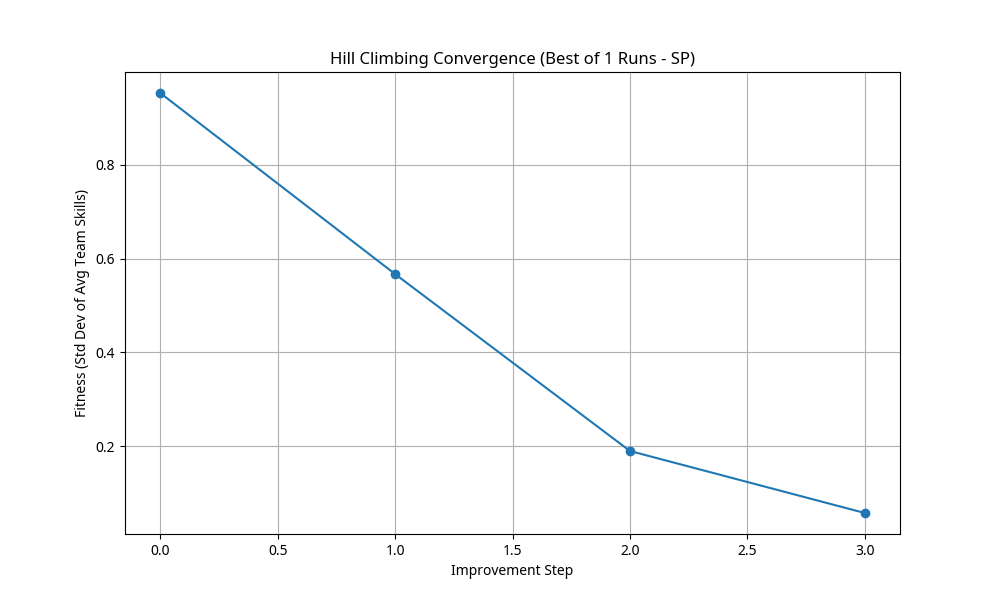 Hill Climbing Convergence (Best of 1 Runs - SP)
Fitness (Std Dev of Avg Team Skills)
0.8
0.6
0.4
0.2
0.0 0.5 1.0 1.5 2.0 2.5 3.0
Improvement Step